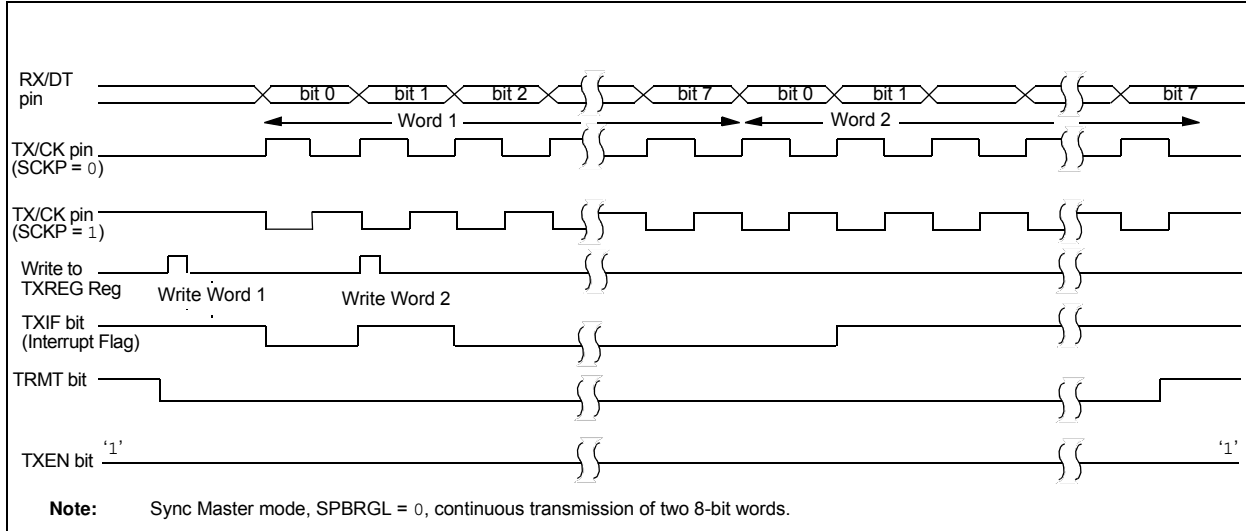 RX/DT
pin
bit 0 bit 1 bit 2 bit 7 bit 0 bit 1 bit 7
Word 1 Word 2
TX/CK pin
(SCKP = 0)
TX/CK pin
(SCKP = 1)
Write to
TXREG Reg
Write Word 1 Write Word 2
TXIF bit
(Interrupt Flag)
TRMT bit
TXEN bit ‘1’ ‘1’
Note: Sync Master mode, SPBRGL = 0, continuous transmission of two 8-bit words.